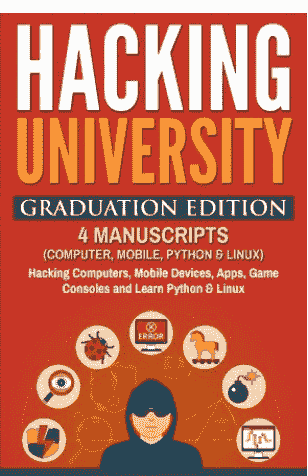 HACKING
UNIVERSITY
GRADUATION EDITION
4 MANUSCRIPTS
(COMPUTER, MOBILE, PYTHON & LINUX)
Hacking Computers, Mobile Devices, Apps, Game
Consoles and Learn Python & Linux
ERROR